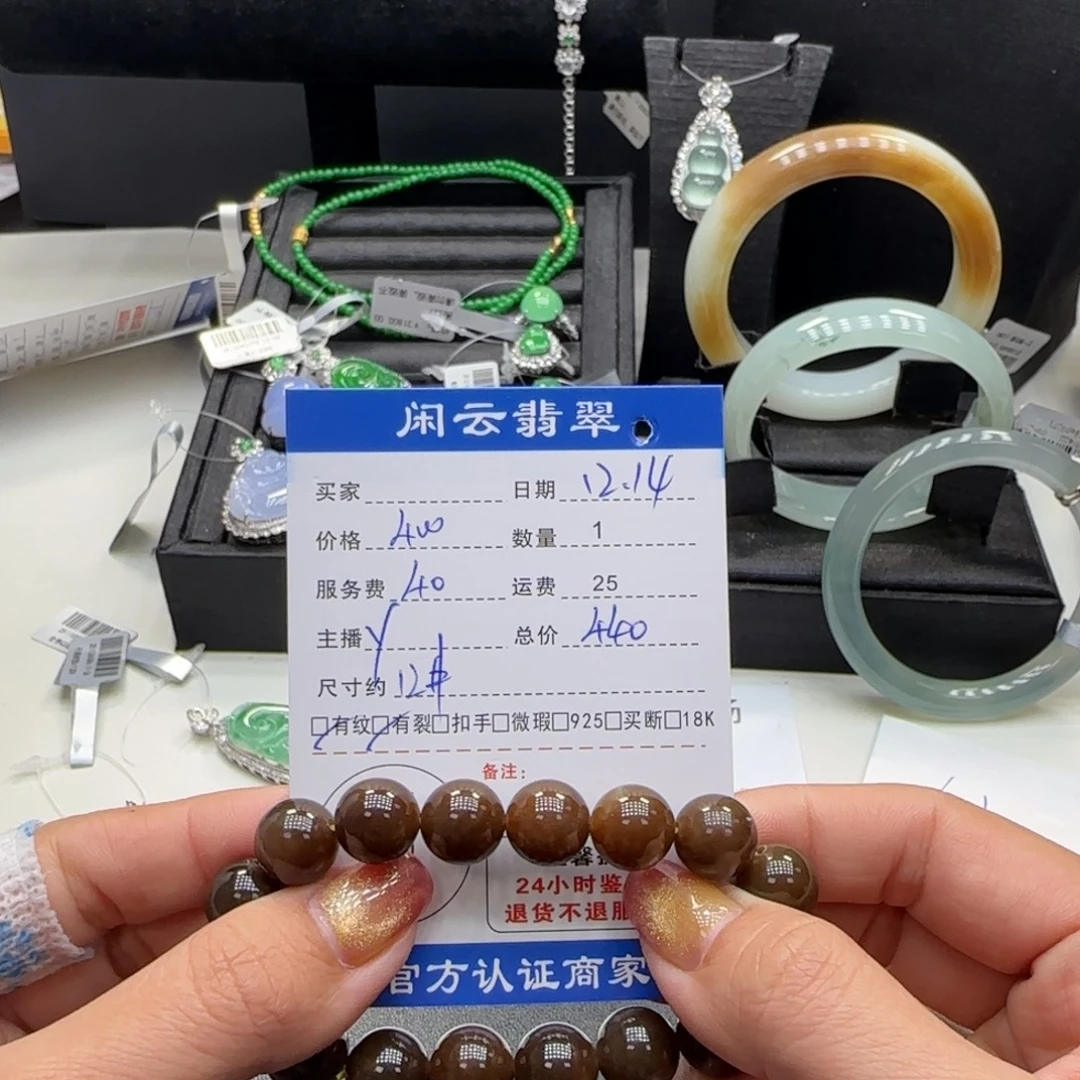 闲云翡翠
买家 日期 12.14
价格 400 数量 1
服务费 40 运费 25
主播 Y 总价 440
尺寸约 12#
□有纹□有裂□扣手□微瑕□925□买断□18K
备注:
24小时鉴
退货不退服
官方认证商家